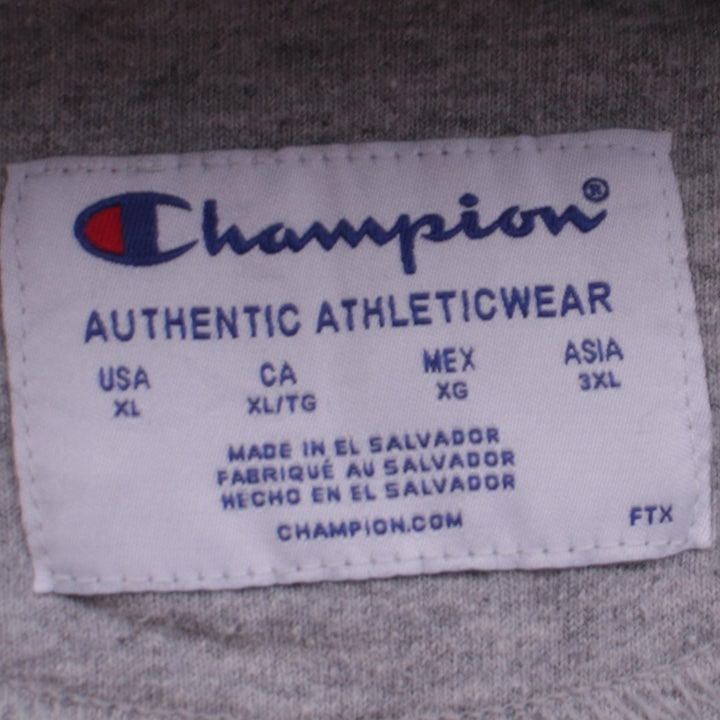 Champion®
AUTHENTIC ATHLETICWEAR
USA CA MEX ASIA
XL XL/TG XG 3XL
MADE IN EL SALVADOR
FABRIQUÉ AU SALVADOR
HECHO EN EL SALVADOR
CHAMPION.COM FTX